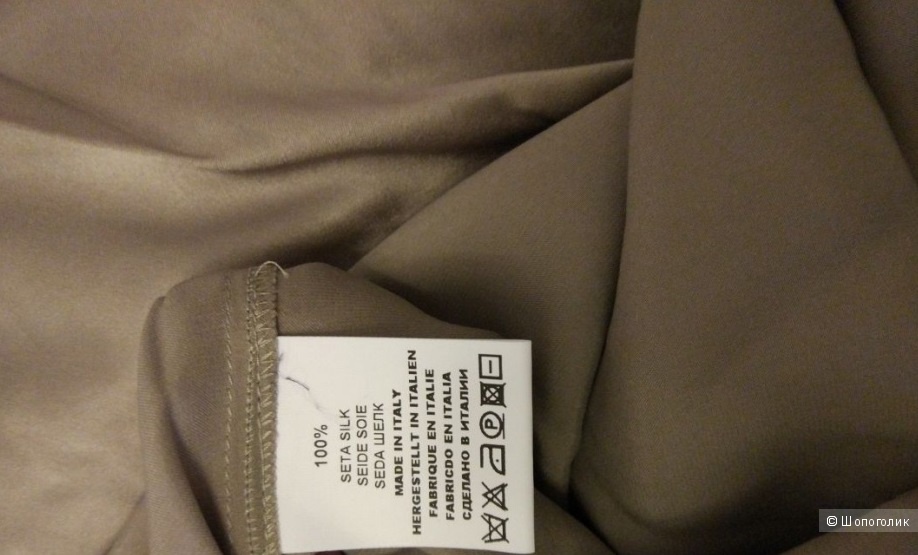 100%
SETA SILK
SEIDE SOIE
SEDA ШЕЛК
MADE IN ITALY
HERGESTELLT IN ITALIEN
FABRIQUE EN ITALIE
FABRICDO EN ITALIA
СДЕЛАНО В ИТАЛИИ
P
© Шопоголик